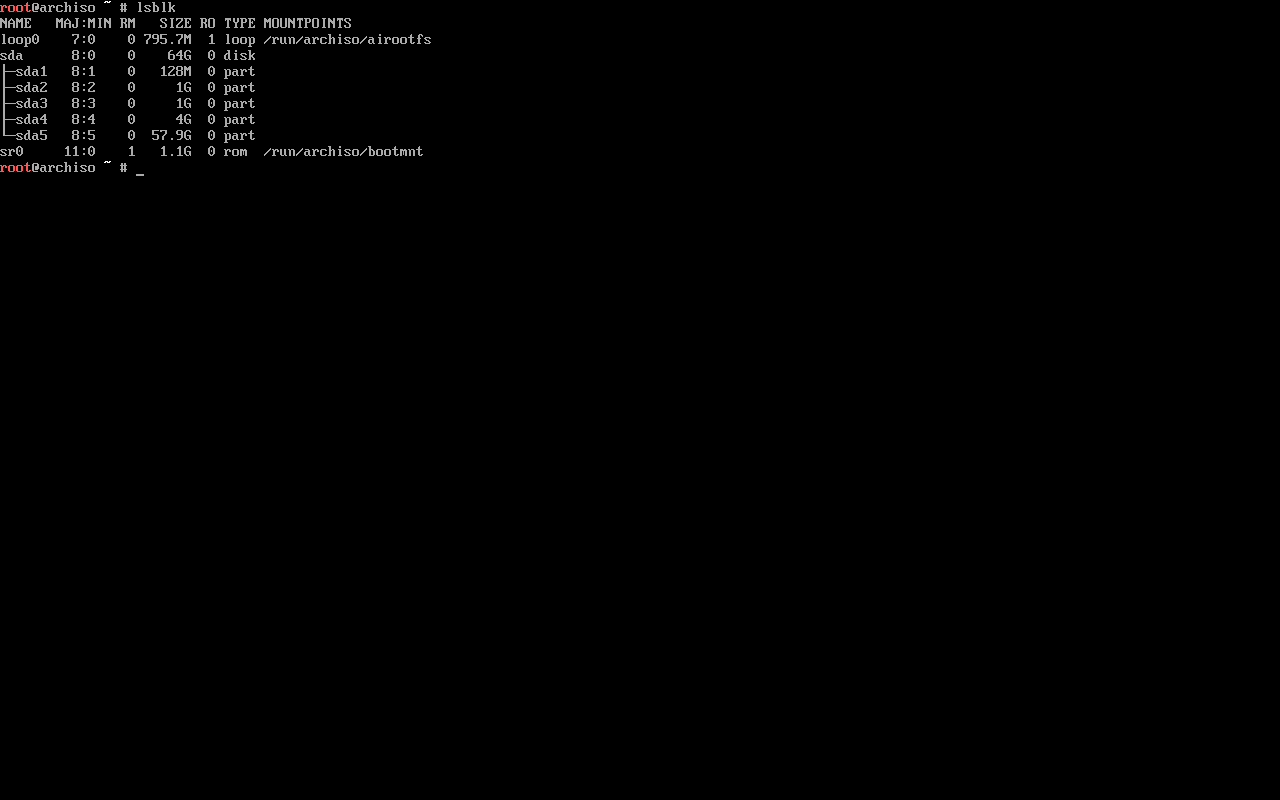 root@archiso ~ # lsblk
NAME   MAJ:MIN RM   SIZE RO TYPE MOUNTPOINTS
loop0    7:0    0 795.7M  1 loop /run/archiso/airootfs
sda      8:0    0    64G  0 disk
├─sda1   8:1    0   128M  0 part
├─sda2   8:2    0     1G  0 part
├─sda3   8:3    0     1G  0 part
├─sda4   8:4    0     4G  0 part
└─sda5   8:5    0  57.9G  0 part
sr0     11:0    1   1.1G  0 rom  /run/archiso/bootmnt
root@archiso ~ # _